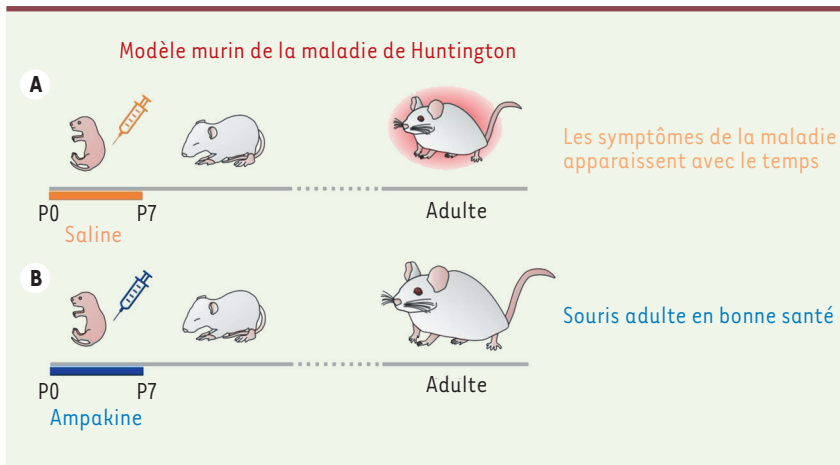 Modèle murin de la maladie de Huntington
A
Les symptômes de la maladie
apparaissent avec le temps
P0 P7 Adulte
Saline
B
Souris adulte en bonne santé
P0 P7 Adulte
Ampakine